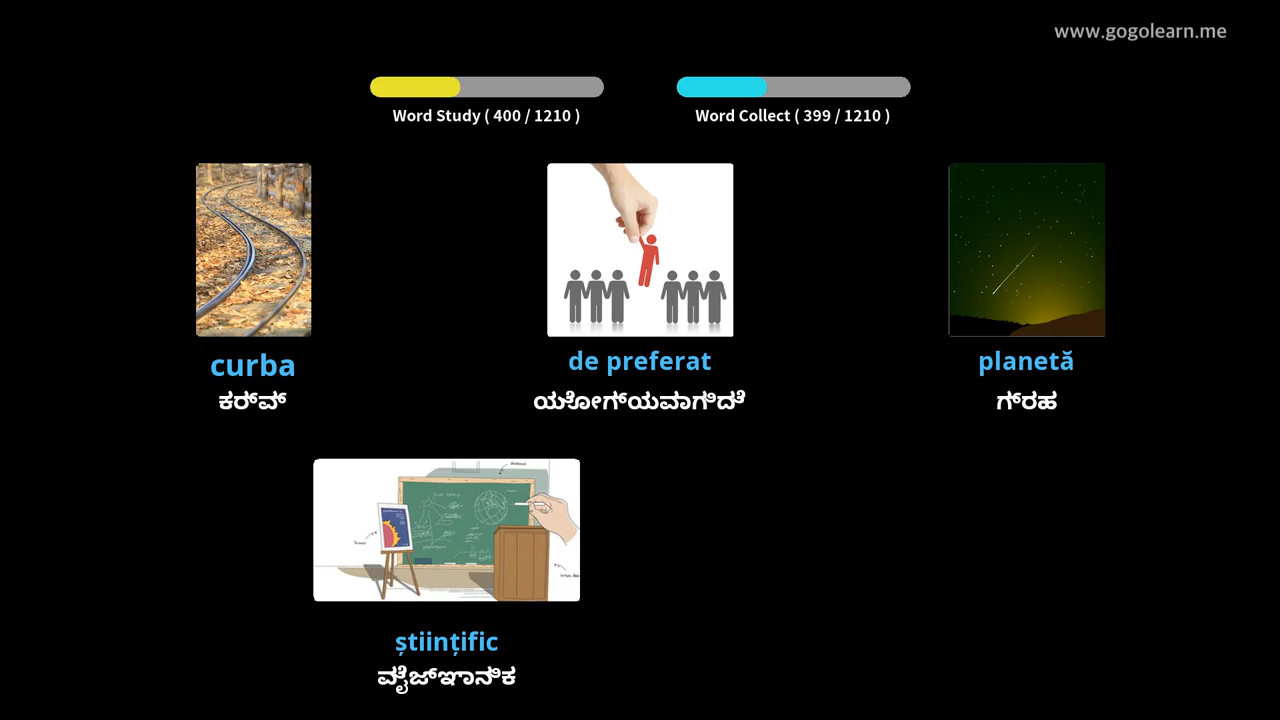 www.gogolearn.me
Word Study ( 400 / 1210 )
Word Collect ( 399 / 1210 )
curba
ಕರ್ವ್
de preferat
ಯೋಗ್ಯವಾಗಿದೆ
planetă
ಗ್ರಹ
științific
ವೈಜ್ಞಾನಿಕ